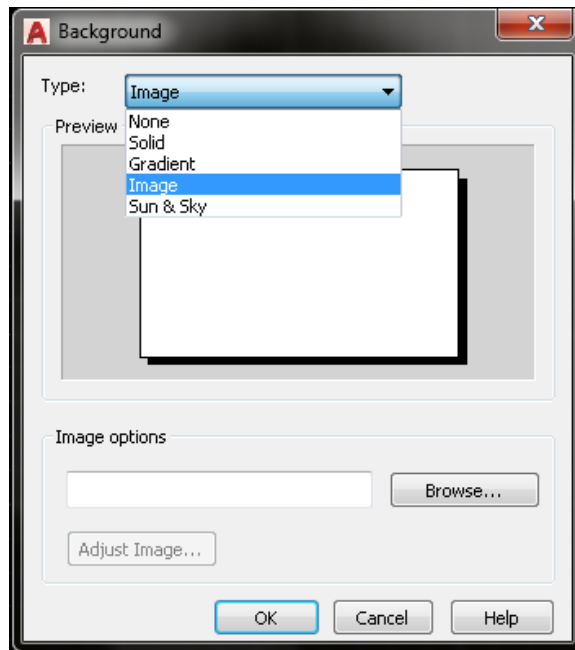 Background
Type:
Image
None
Solid
Gradient
Image
Sun & Sky
Preview
Image options
Browse...
Adjust Image...
OK
Cancel
Help